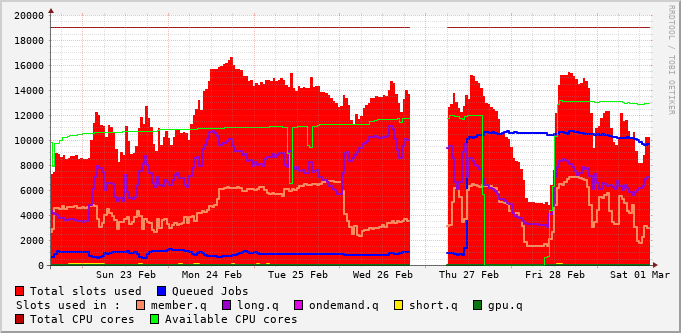 20000
18000
16000
14000
12000
10000
8000
6000
4000
2000
0
Sun 23 Feb Mon 24 Feb Tue 25 Feb Wed 26 Feb Thu 27 Feb Fri 28 Feb Sat 01 Mar
Total slots used Queued Jobs
Slots used in : member.q long.q ondemand.q short.q gpu.q
Total CPU cores Available CPU cores
RRDTOOL / TOBI OETIKER